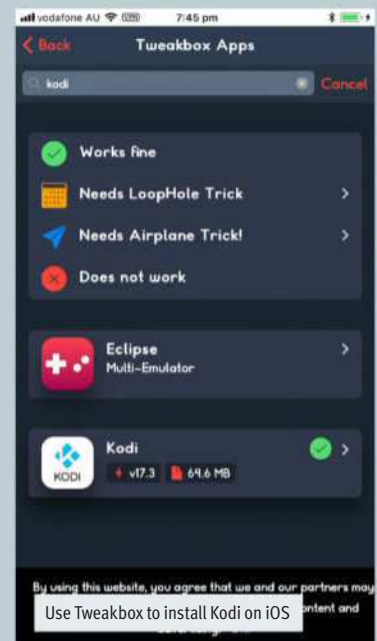 vodafone AU 7:45 pm
Back Tweakbox Apps
kodi Cancel
Works fine
Needs LoopHole Trick
Needs Airplane Trick!
Does not work
Eclipse
Multi-Emulator
Kodi
KODI v17.3 69.6 MB
By using this website, you agree that we and our partners may
ontent and
Use Tweakbox to install Kodi on iOS